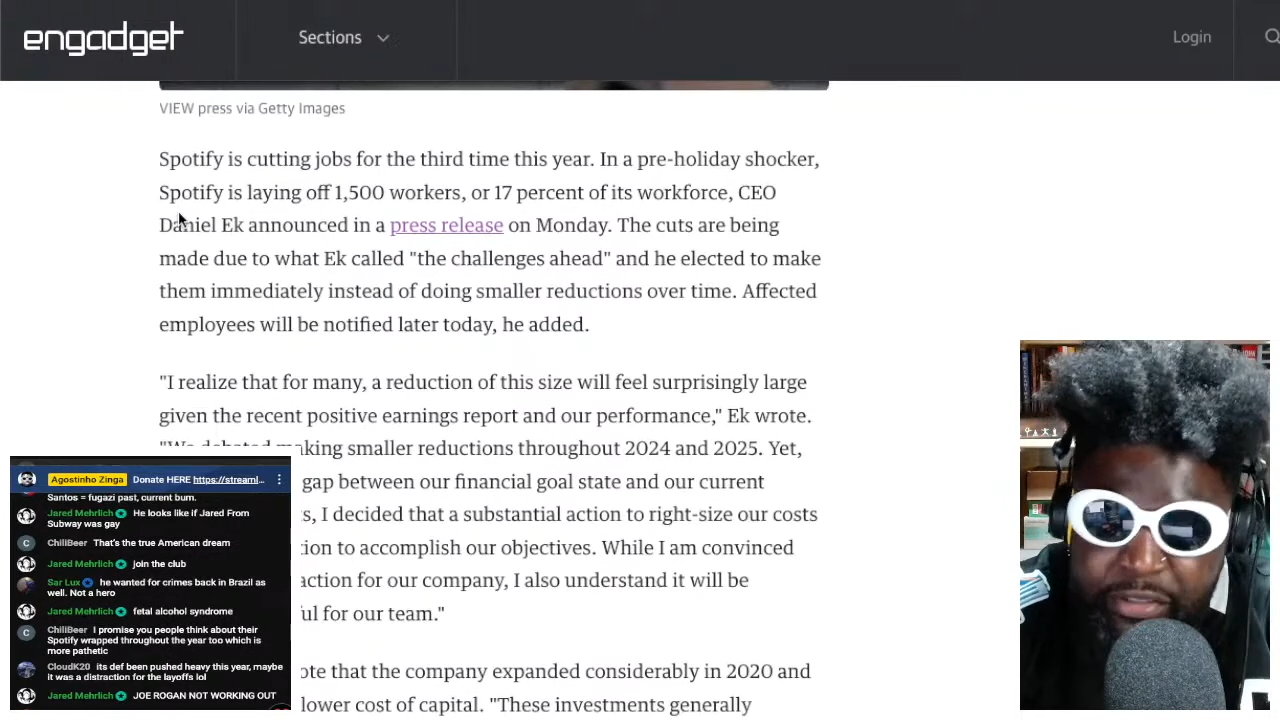 engadget
Sections
Login
VIEW press via Getty Images
Spotify is cutting jobs for the third time this year. In a pre-holiday shocker,
Spotify is laying off 1,500 workers, or 17 percent of its workforce, CEO
Daniel Ek announced in a press release on Monday. The cuts are being
made due to what Ek called "the challenges ahead" and he elected to make
them immediately instead of doing smaller reductions over time. Affected
employees will be notified later today, he added.
"I realize that for many, a reduction of this size will feel surprisingly large
given the recent positive earnings report and our performance," Ek wrote.
making smaller reductions throughout 2024 and 2025. Yet,
gap between our financial goal state and our current
I decided that a substantial action to right-size our costs
to accomplish our objectives. While I am convinced
action for our company, I also understand it will be
for our team."
that the company expanded considerably in 2020 and
lower cost of capital. "These investments generally
Agostinho Zinga Donate HERE https://streaml...
Santos = fugazi past, current bum.
Jared Mehrlich He looks like if Jared From
Subway was gay
C ChiliBeer That's the true American dream
Jared Mehrlich join the club
Sar Lux he wanted for crimes back in Brazil as
well. Not a hero
Jared Mehrlich fetal alcohol syndrome
C ChiliBeer I promise you people think about their
Spotify wrapped throughout the year too which is
more pathetic
CloudK20 its def been pushed heavy this year, maybe
it was a distraction for the layoffs lol
Jared Mehrlich JOE ROGAN NOT WORKING OUT